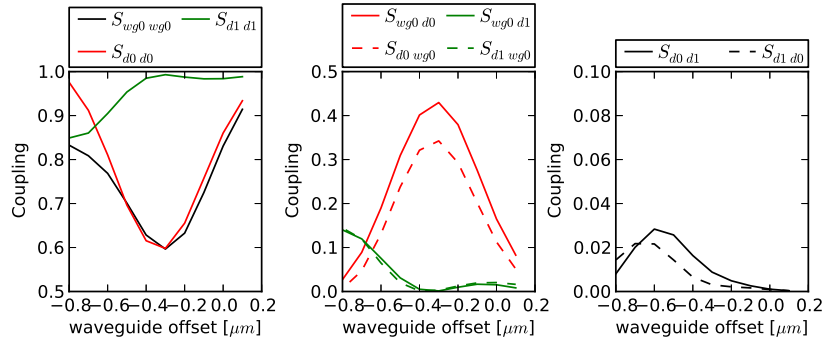 S_{wg0 wg0} S_{d1 d1}
S_{d0 d0}
1.0
0.9
0.8
0.7
0.6
0.5
Coupling
−0.8 −0.6 −0.4 −0.2 0.0 0.2
waveguide offset [μm]
S_{wg0 d0} S_{wg0 d1}
S_{d0 wg0} S_{d1 wg0}
0.5
0.4
0.3
0.2
0.1
0.0
Coupling
−0.8 −0.6 −0.4 −0.2 0.0 0.2
waveguide offset [μm]
S_{d0 d1} S_{d1 d0}
0.10
0.08
0.06
0.04
0.02
0.00
Coupling
−0.8 −0.6 −0.4 −0.2 0.0 0.2
waveguide offset [μm]